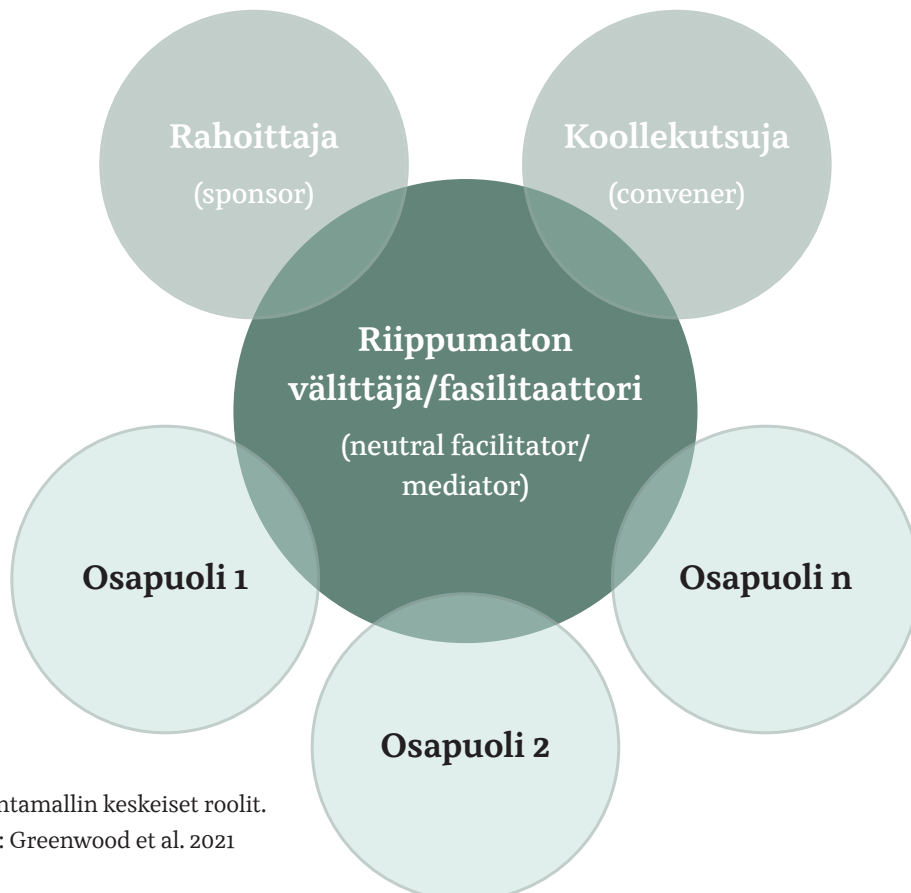 Rahoittaja
(sponsor)
Koollekutsuja
(convener)
Riippumaton
välittäjä/fasilitaattori
(neutral facilitator/
mediator)
Osapuoli 1
Osapuoli n
Osapuoli 2
ntamallin keskeiset roolit.
: Greenwood et al. 2021